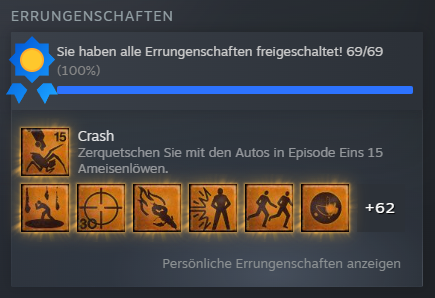 ERRUNGENSCHAFTEN
Sie haben alle Errungenschaften freigeschaltet! 69/69
(100%)
15
Crash
Zerquetschen Sie mit den Autos in Episode Eins 15
Ameisenlöwen.
30
+62
Persönliche Errungenschaften anzeigen